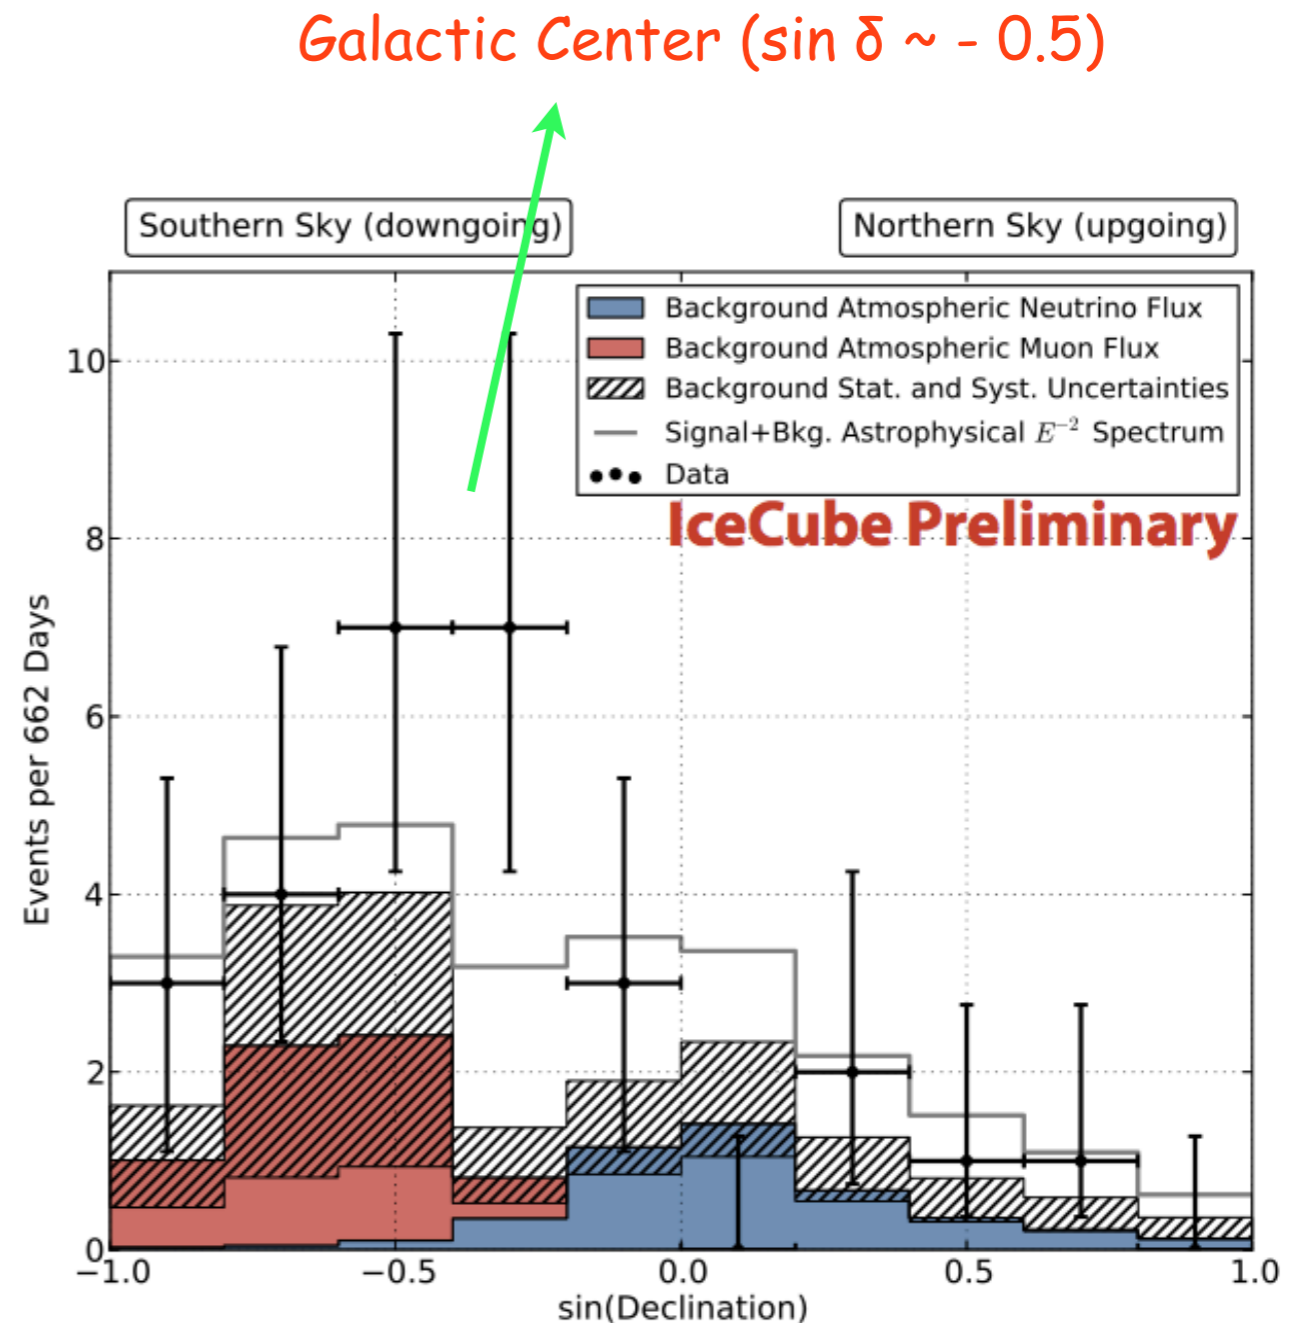 Galactic Center (sin δ ~ - 0.5)
Southern Sky (downgoing)
Northern Sky (upgoing)
Background Atmospheric Neutrino Flux
Background Atmospheric Muon Flux
Background Stat. and Syst. Uncertainties
Signal+Bkg. Astrophysical E⁻² Spectrum
Data
IceCube Preliminary
Events per 662 Days
10
8
6
4
2
0
−1.0
−0.5
0.0
0.5
1.0
sin(Declination)